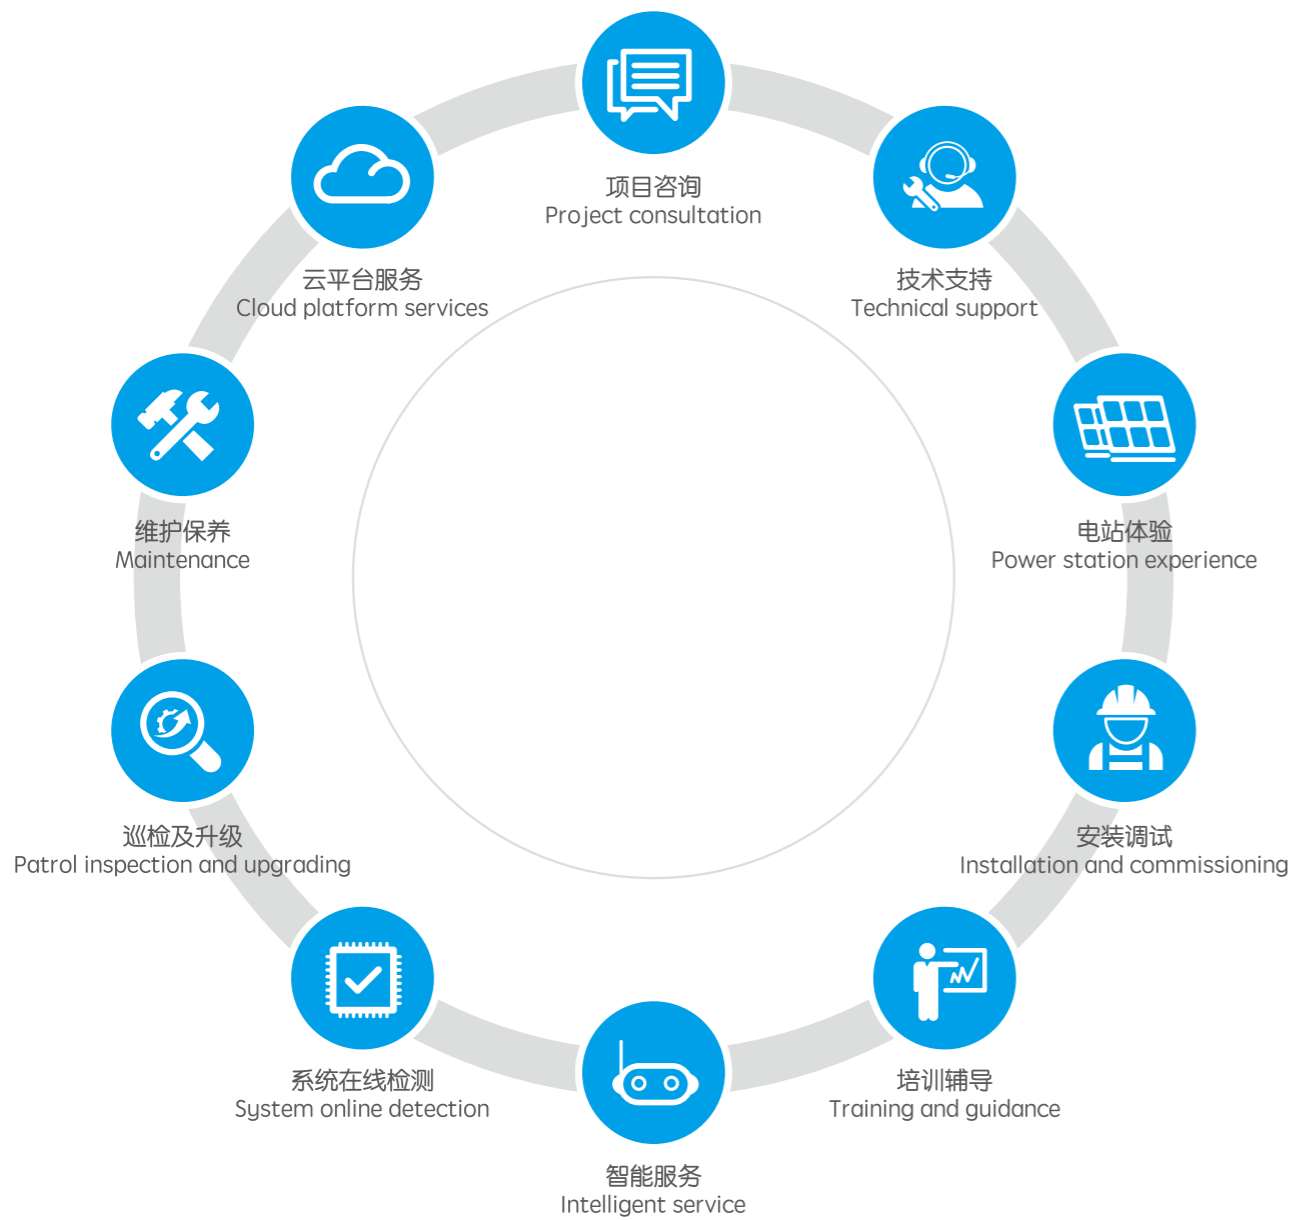 项目咨询
Project consultation
技术支持
Technical support
电站体验
Power station experience
安装调试
Installation and commissioning
培训辅导
Training and guidance
智能服务
Intelligent service
系统在线检测
System online detection
巡检及升级
Patrol inspection and upgrading
维护保养
Maintenance
云平台服务
Cloud platform services